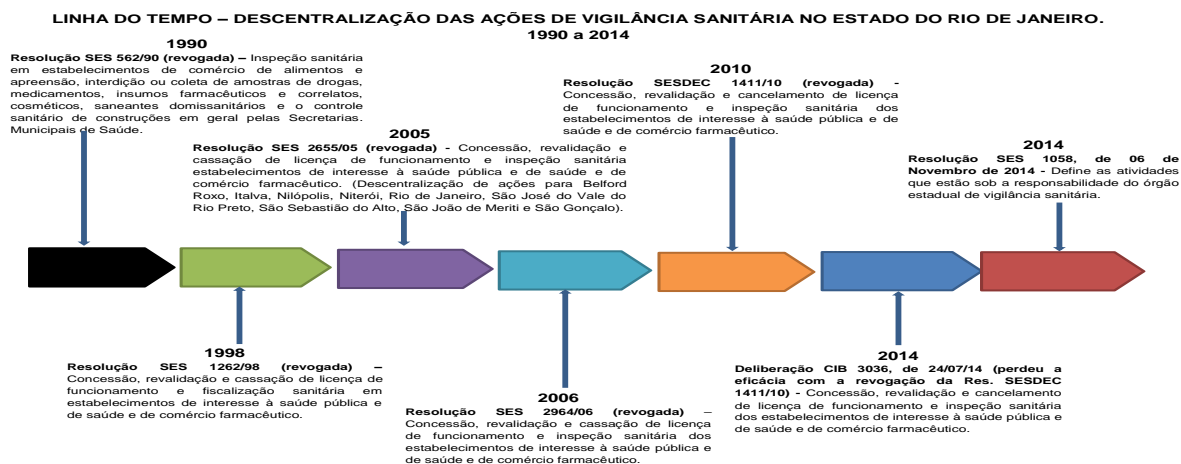 LINHA DO TEMPO – DESCENTRALIZAÇÃO DAS AÇÕES DE VIGILÂNCIA SANITÁRIA NO ESTADO DO RIO DE JANEIRO.
1990 a 2014
1990
Resolução SES 562/90 (revogada) – Inspeção sanitária
em estabelecimentos de comércio de alimentos e
apreensão, interdição ou coleta de amostras de drogas,
medicamentos, insumos farmacêuticos e correlatos,
cosméticos, saneantes domissanitários e o controle
sanitário de construções em geral pelas Secretarias.
Municipais de Saúde.
2005
Resolução SES 2655/05 (revogada) - Concessão, revalidação e
cassação de licença de funcionamento e inspeção sanitária
estabelecimentos de interesse à saúde pública e de saúde e de
comércio farmacêutico. (Descentralização de ações para Belford
Roxo, Italva, Nilópolis, Niterói, Rio de Janeiro, São José do Vale do
Rio Preto, São Sebastião do Alto, São João de Meriti e São Gonçalo).
2010
Resolução SESDEC 1411/10 (revogada) -
Concessão, revalidação e cancelamento de licença
de funcionamento e inspeção sanitária dos
estabelecimentos de interesse à saúde pública e de
saúde e de comércio farmacêutico.
2014
Resolução SES 1058, de 06 de
Novembro de 2014 - Define as atividades
que estão sob a responsabilidade do órgão
estadual de vigilância sanitária.
1998
Resolução SES 1262/98 (revogada) –
Concessão, revalidação e cassação de licença de
funcionamento e fiscalização sanitária em
estabelecimentos de interesse à saúde pública e
de saúde e de comércio farmacêutico.
2006
Resolução SES 2964/06 (revogada) –
Concessão, revalidação e cassação de licença
de funcionamento e inspeção sanitária dos
estabelecimentos de interesse à saúde pública e
de saúde e de comércio farmacêutico.
2014
Deliberação CIB 3036, de 24/07/14 (perdeu a
eficácia com a revogação da Res. SESDEC
1411/10) - Concessão, revalidação e cancelamento
de licença de funcionamento e inspeção sanitária
dos estabelecimentos de interesse à saúde pública e
de saúde e de comércio farmacêutico.